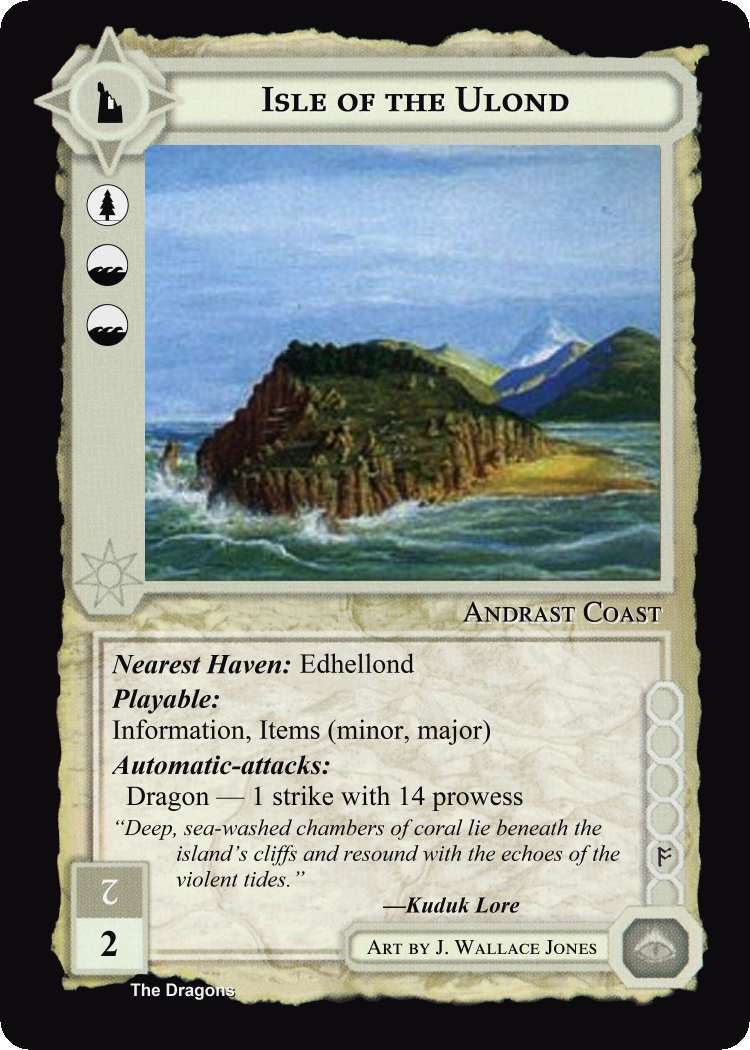 Isle of the Ulond
Andrast Coast
Nearest Haven: Edhellond
Playable:
Information, Items (minor, major)
Automatic-attacks:
Dragon — 1 strike with 14 prowess
“Deep, sea-washed chambers of coral lie beneath the
island’s cliffs and resound with the echoes of the
violent tides.”
—Kuduk Lore
2
2
Art by J. Wallace Jones
The Dragons